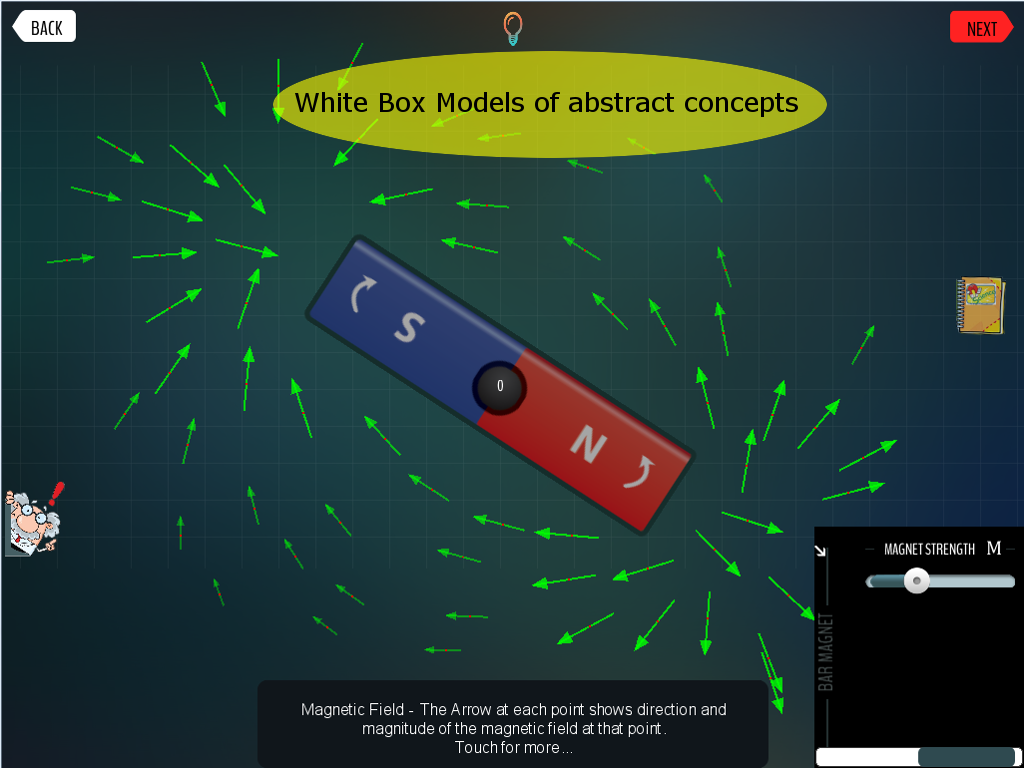 BACK
NEXT
White Box Models of abstract concepts
S
0
N
MAGNET STRENGTH M
BAR MAGNET
Magnetic Field - The Arrow at each point shows direction and
magnitude of the magnetic field at that point.
Touch for more...